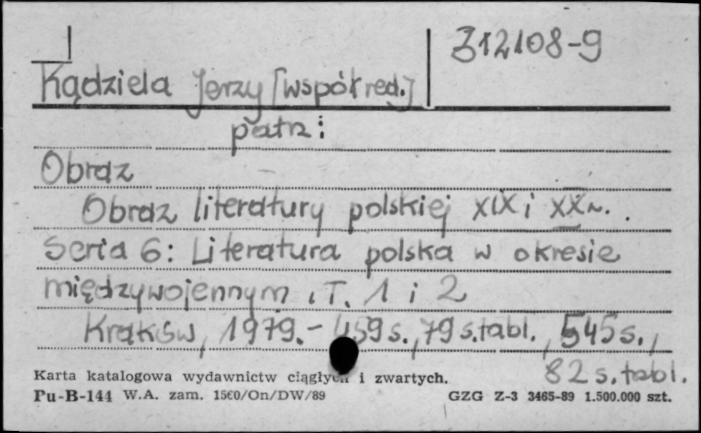 312108-9
Kądziela Jerzy [współred.]
patrz:
Obraz
Obraz literatury polskiej XIX i XX w.
Seria 6: Literatura polska w okresie
międzywojennym. T. 1 i 2
Kraków, 1979. - 459 s., 79 s. tabl., 545 s.,
82 s. tabl.
Karta katalogowa wydawnictw ciągłych i zwartych.
Pu-B-144 W.A. zam. 1560/On/DW/89 GZG Z-3 3465-89 1.500.000 szt.